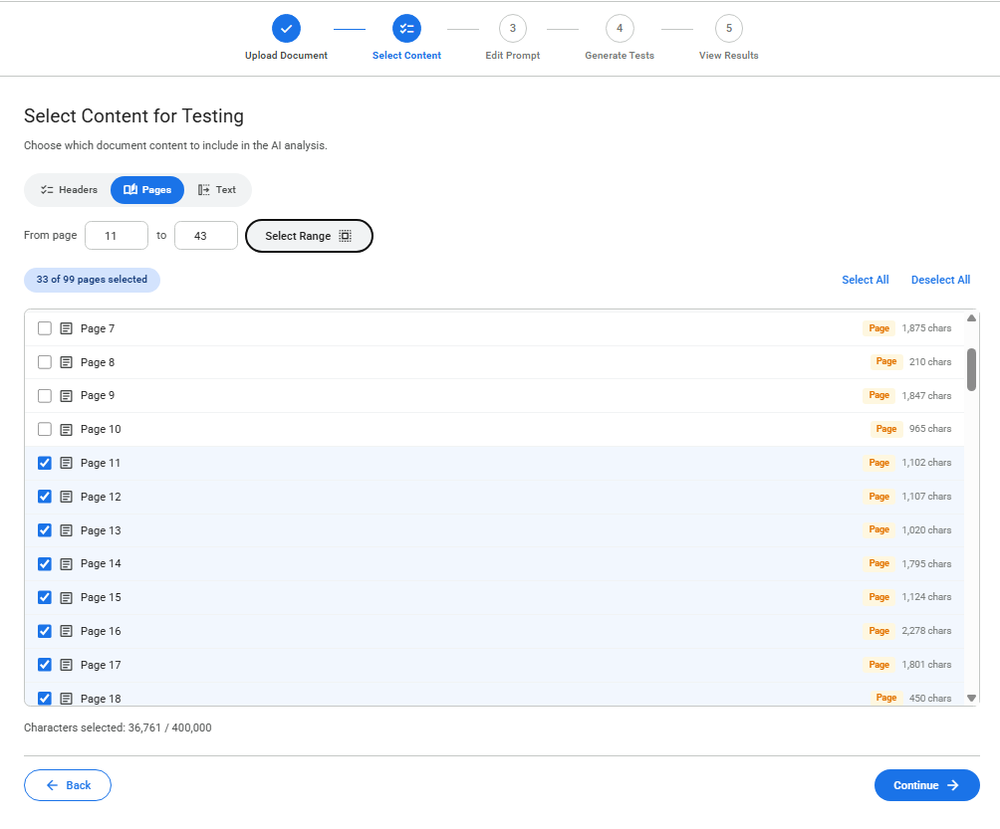 3 4 5
Upload Document Select Content Edit Prompt Generate Tests View Results
Select Content for Testing
Choose which document content to include in the AI analysis.
Headers Pages Text
From page 11 to 43 Select Range
33 of 99 pages selected Select All Deselect All
Page 7 Page 1,875 chars
Page 8 Page 210 chars
Page 9 Page 1,847 chars
Page 10 Page 965 chars
Page 11 Page 1,102 chars
Page 12 Page 1,107 chars
Page 13 Page 1,020 chars
Page 14 Page 1,795 chars
Page 15 Page 1,124 chars
Page 16 Page 2,278 chars
Page 17 Page 1,801 chars
Page 18 Page 450 chars
Characters selected: 36,761 / 400,000
Back Continue